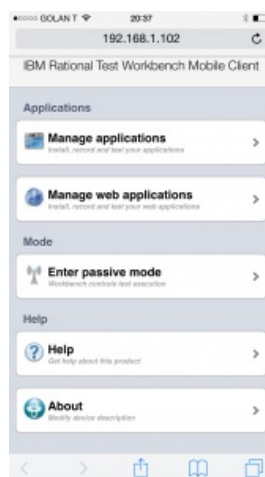 GOLAN T 20:37
192.168.1.102
IBM Rational Test Workbench Mobile Client
Applications
Manage applications
Install, record and test your applications
Manage web applications
Install, record and test your web applications
Mode
Enter passive mode
Workbench controls test execution
Help
Help
Get help about this product
About
Modify device description